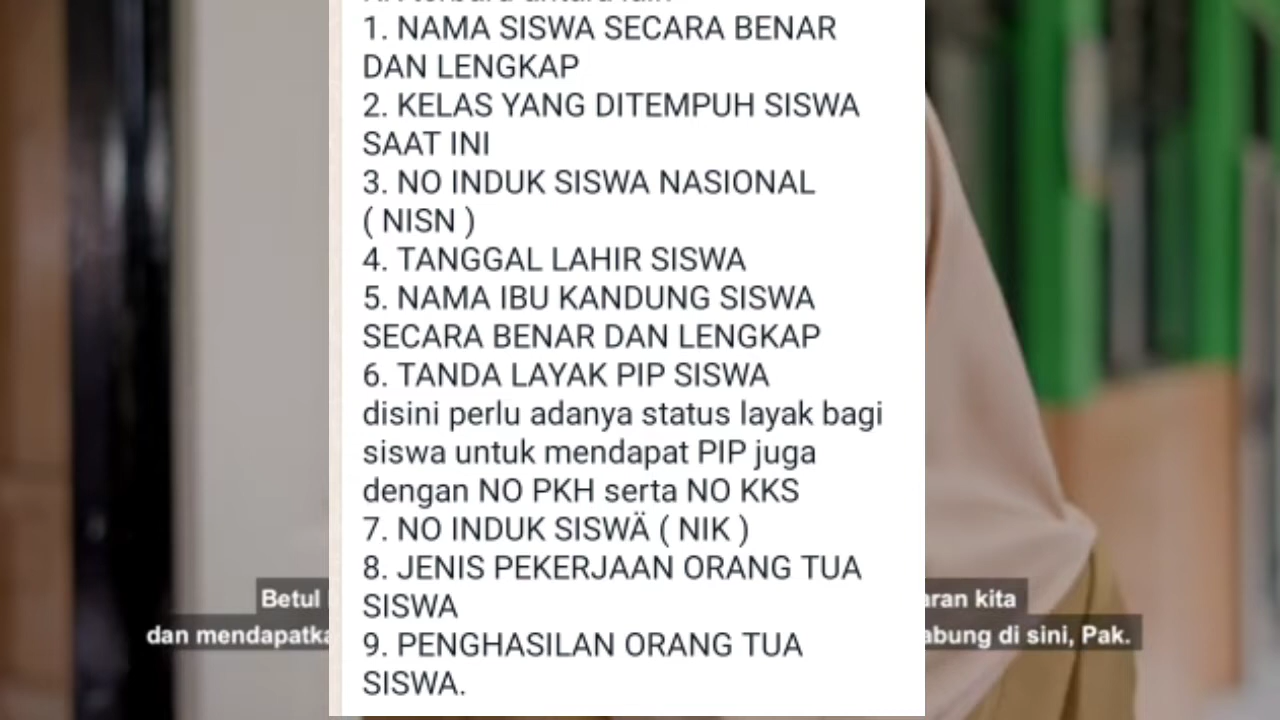 1. NAMA SISWA SECARA BENAR
DAN LENGKAP
2. KELAS YANG DITEMPUH SISWA
SAAT INI
3. NO INDUK SISWA NASIONAL
( NISN )
4. TANGGAL LAHIR SISWA
5. NAMA IBU KANDUNG SISWA
SECARA BENAR DAN LENGKAP
6. TANDA LAYAK PIP SISWA
disini perlu adanya status layak bagi
siswa untuk mendapat PIP juga
dengan NO PKH serta NO KKS
7. NO INDUK SISWÄ ( NIK )
8. JENIS PEKERJAAN ORANG TUA
SISWA
9. PENGHASILAN ORANG TUA
SISWA.
Betul
kita
dan
di sini, Pak.